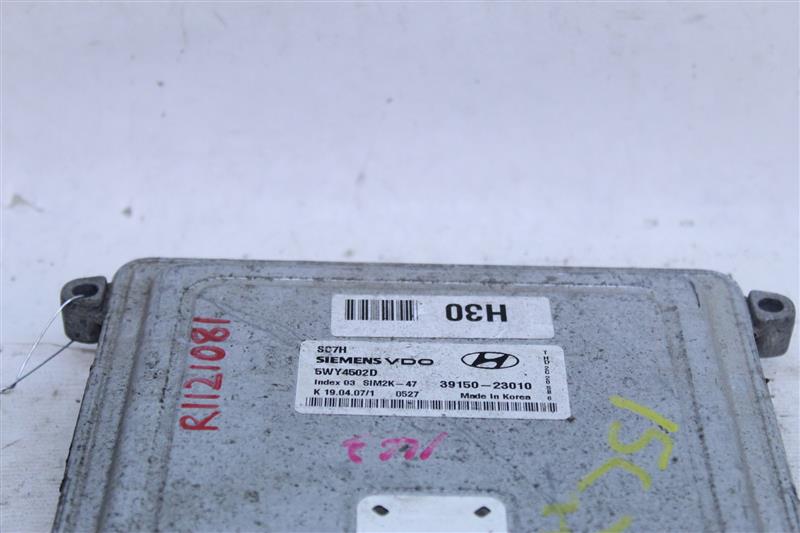 H30
SC7H
SIEMENS VDO
5WY4502D
Index 03 SIM2K-47
39150-23010
K 19.04.07/1 0527
Made in Korea
R1121081